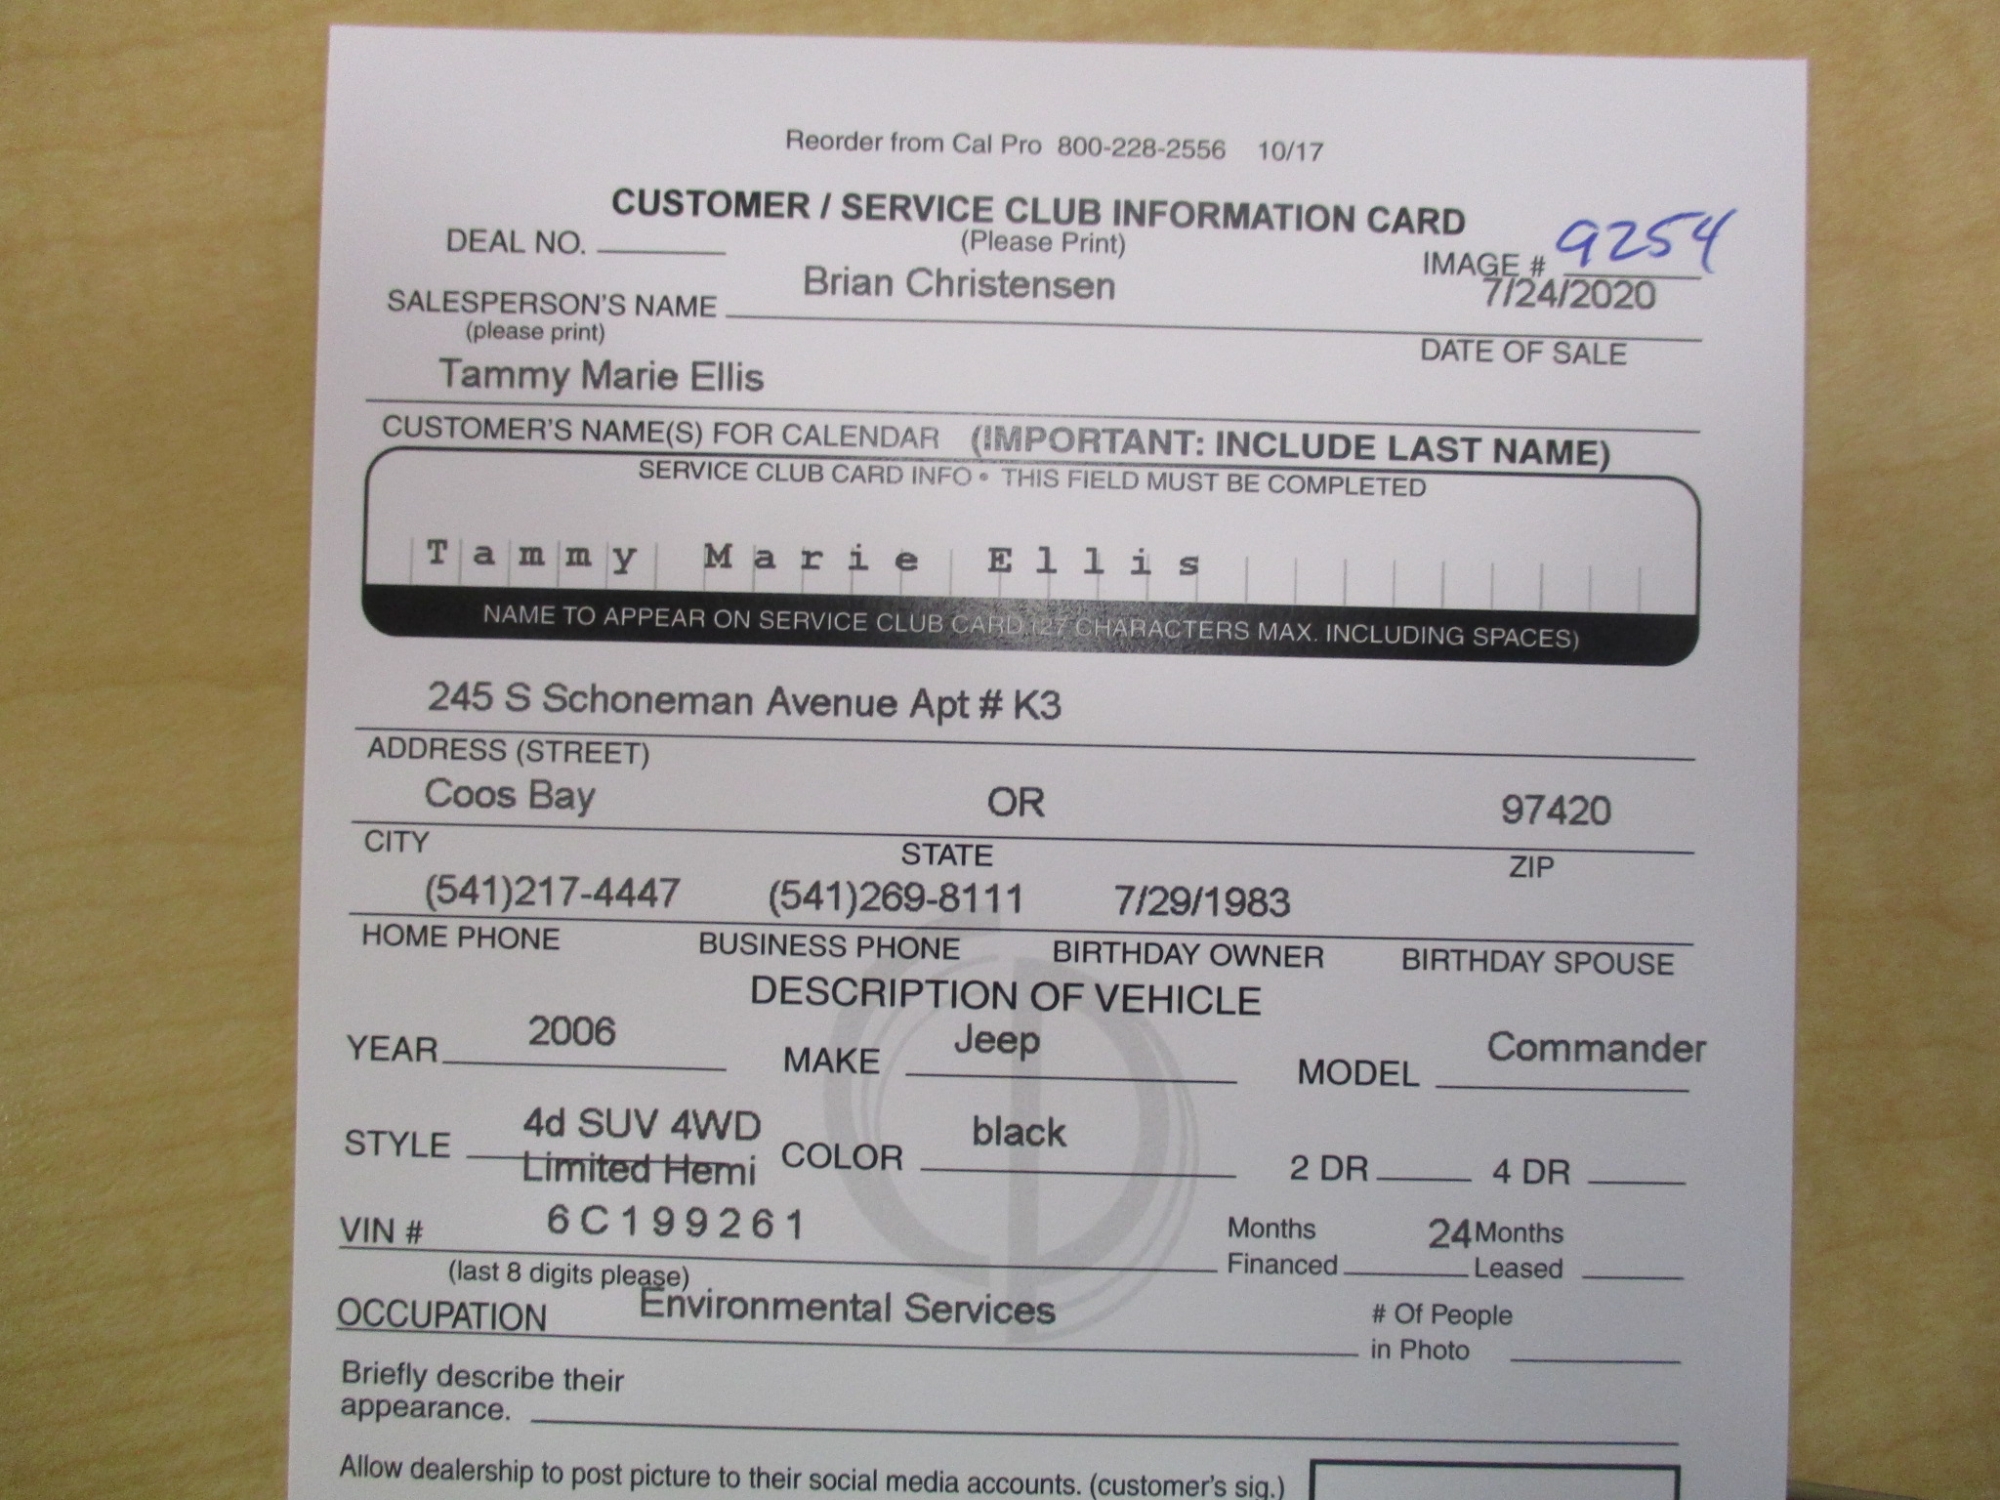 Reorder from Cal Pro 800-228-2556 10/17
CUSTOMER / SERVICE CLUB INFORMATION CARD
DEAL NO. (Please Print) IMAGE # 9254
SALESPERSON'S NAME Brian Christensen 7/24/2020
(please print) DATE OF SALE
Tammy Marie Ellis
CUSTOMER'S NAME(S) FOR CALENDAR (IMPORTANT: INCLUDE LAST NAME)
SERVICE CLUB CARD INFO • THIS FIELD MUST BE COMPLETED
Tammy Marie Ellis
NAME TO APPEAR ON SERVICE CLUB CARD (27 CHARACTERS MAX. INCLUDING SPACES)
245 S Schoneman Avenue Apt # K3
ADDRESS (STREET)
Coos Bay OR 97420
CITY STATE ZIP
(541)217-4447 (541)269-8111 7/29/1983
HOME PHONE BUSINESS PHONE BIRTHDAY OWNER BIRTHDAY SPOUSE
DESCRIPTION OF VEHICLE
YEAR 2006 MAKE Jeep MODEL Commander
STYLE 4d SUV 4WD COLOR black 2 DR 4 DR
Limited Hemi
VIN # 6C199261 Months 24 Months
(last 8 digits please) Financed Leased
OCCUPATION Environmental Services # Of People
in Photo
Briefly describe their
appearance.
Allow dealership to post picture to their social media accounts. (customer's sig.)